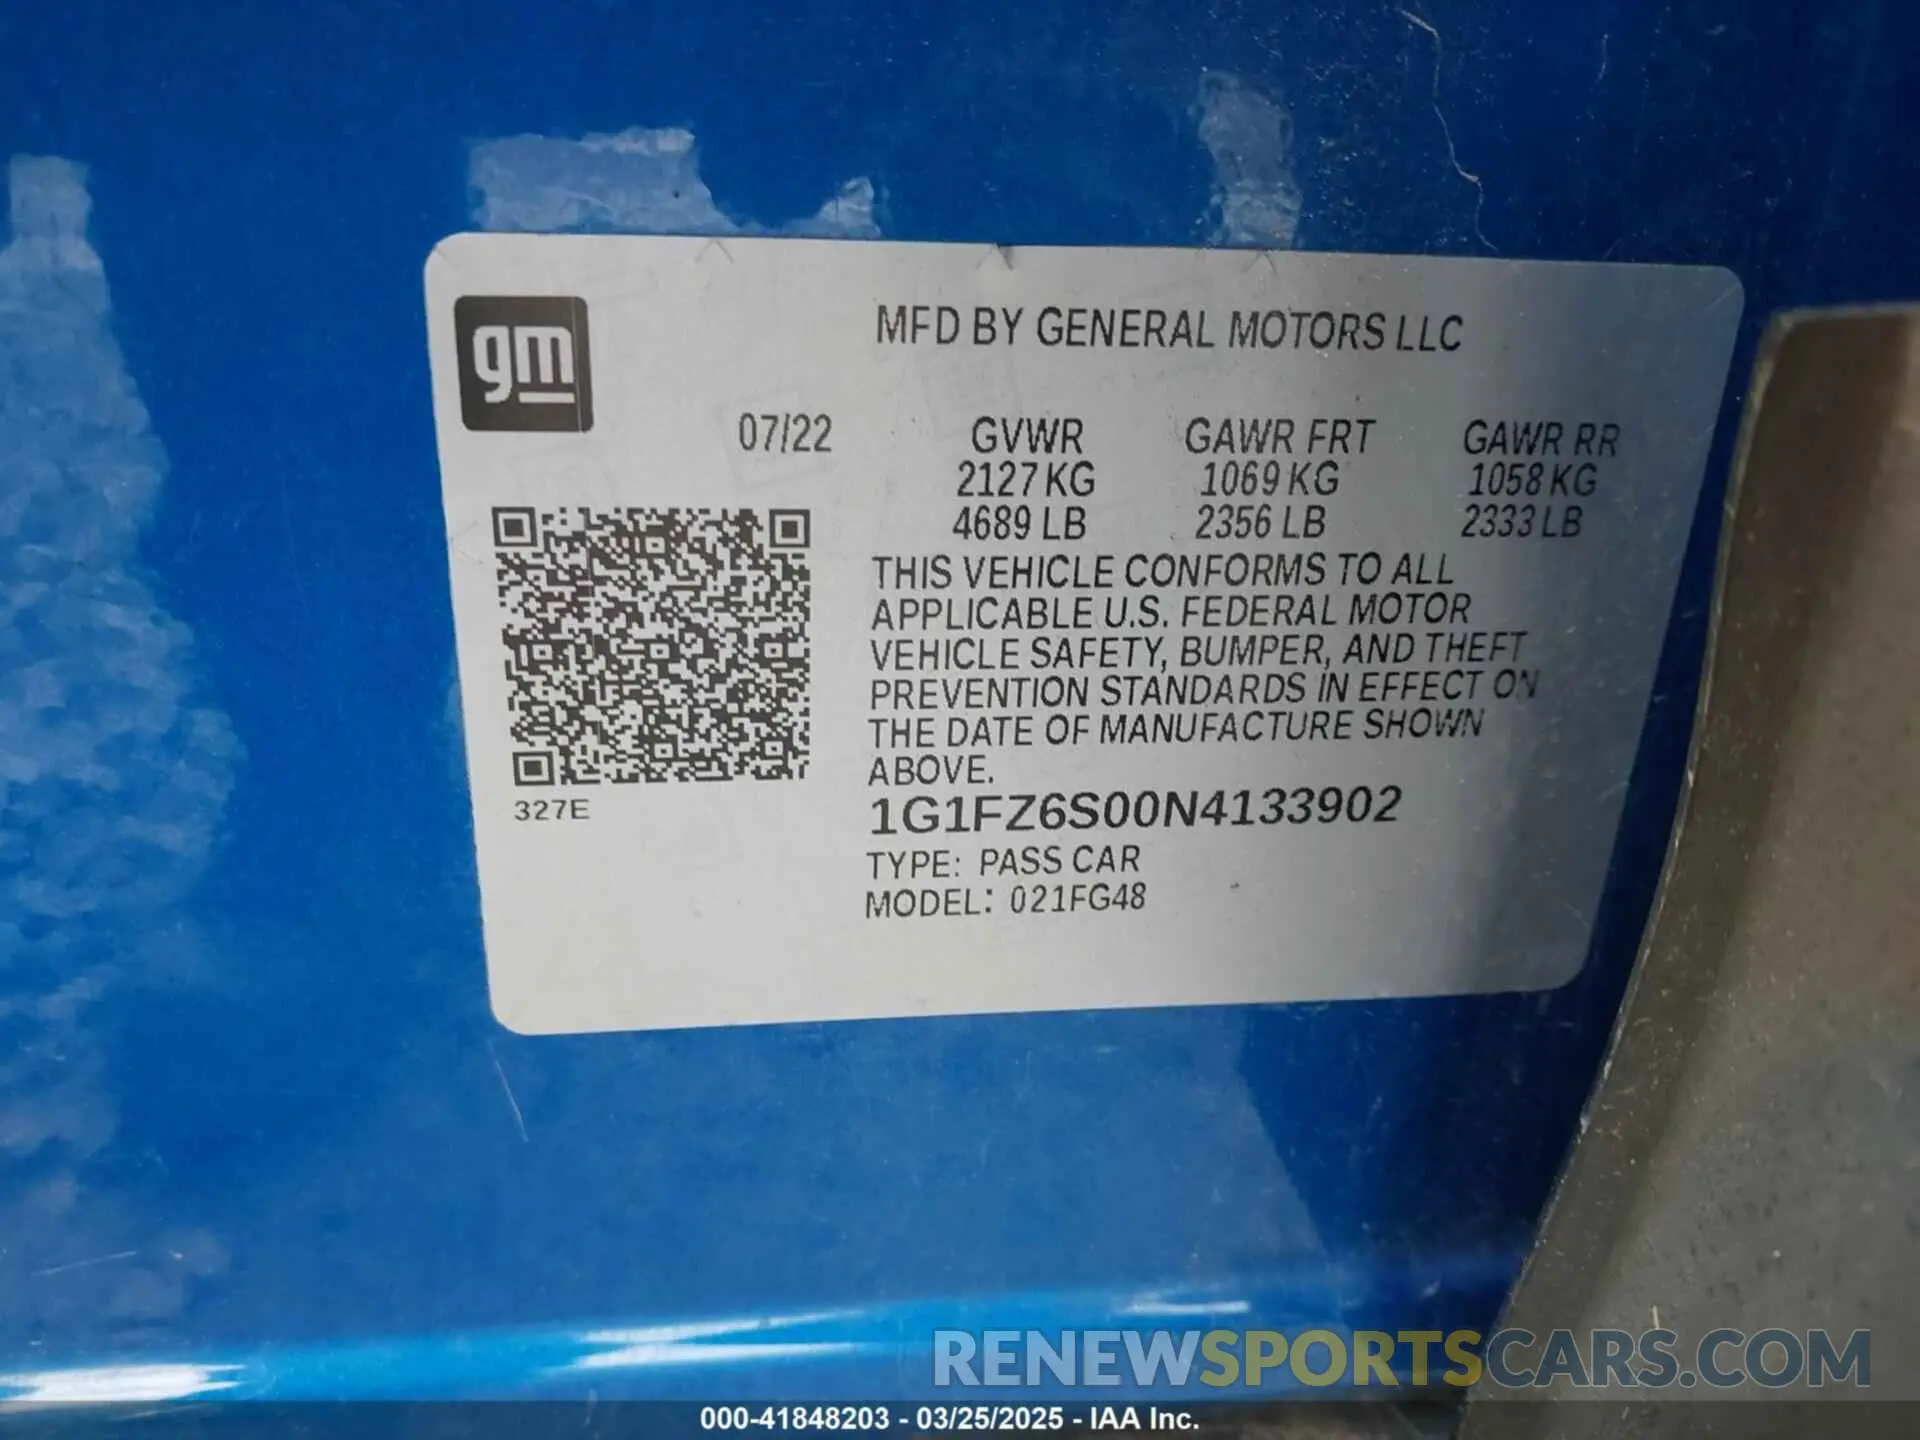 gm
MFD BY GENERAL MOTORS LLC
07/22 GVWR GAWR FRT GAWR RR
2127 KG 1069 KG 1058 KG
4689 LB 2356 LB 2333 LB
THIS VEHICLE CONFORMS TO ALL
APPLICABLE U.S. FEDERAL MOTOR
VEHICLE SAFETY, BUMPER, AND THEFT
PREVENTION STANDARDS IN EFFECT ON
THE DATE OF MANUFACTURE SHOWN
ABOVE.
327E
1G1FZ6S00N4133902
TYPE: PASS CAR
MODEL: 021FG48
RENEWSPORTSCARS.COM
000-41848203 - 03/25/2025 - IAA Inc.